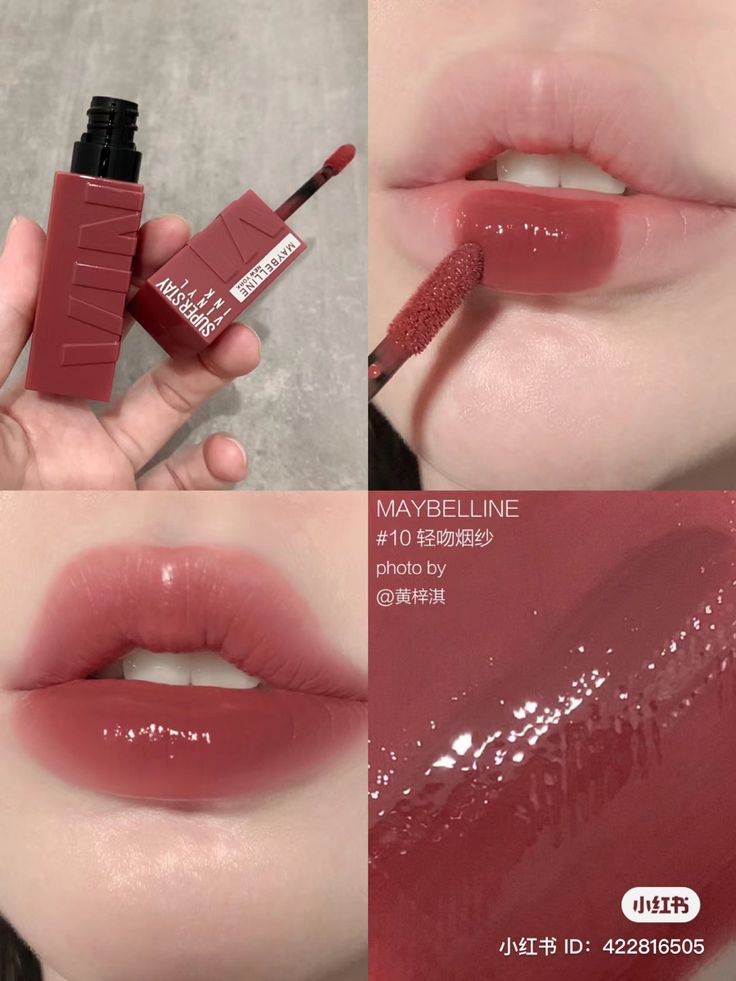 VINYL
MAYBELLINE
NEW YORK
SUPERSTAY
VINYL
INK
MAYBELLINE
#10 轻吻烟纱
photo by
@黄梓淇
小红书
小红书 ID：422816505